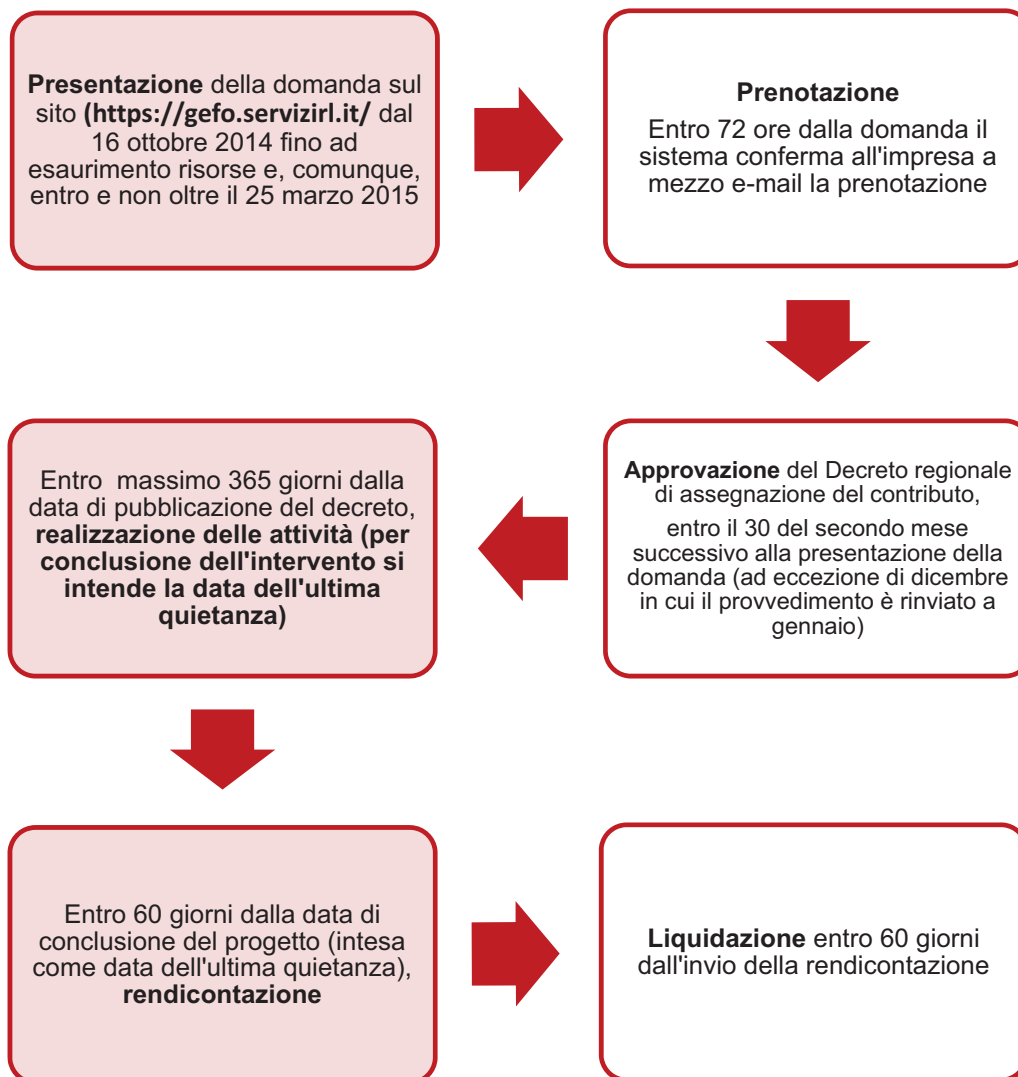 Presentazione della domanda sul
sito (https://gefo.servizirl.it/ dal
16 ottobre 2014 fino ad
esaurimento risorse e, comunque,
entro e non oltre il 25 marzo 2015
Prenotazione
Entro 72 ore dalla domanda il
sistema conferma all'impresa a
mezzo e-mail la prenotazione
Approvazione del Decreto regionale
di assegnazione del contributo,
entro il 30 del secondo mese
successivo alla presentazione della
domanda (ad eccezione di dicembre
in cui il provvedimento è rinviato a
gennaio)
Entro  massimo 365 giorni dalla
data di pubblicazione del decreto,
realizzazione delle attività (per
conclusione dell'intervento si
intende la data dell'ultima
quietanza)
Entro 60 giorni dalla data di
conclusione del progetto (intesa
come data dell'ultima quietanza),
rendicontazione
Liquidazione entro 60 giorni
dall'invio della rendicontazione